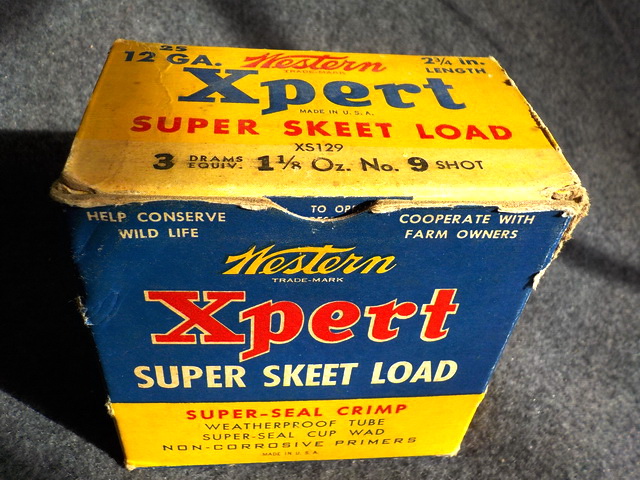 25
12 GA. Western 2¾ in.
TRADE-MARK LENGTH
Xpert
MADE IN U.S.A.
SUPER SKEET LOAD
XS129
3 DRAMS EQUIV. 1⅛ Oz. No. 9 SHOT
HELP CONSERVE
WILD LIFE
TO
COOPERATE WITH
FARM OWNERS
Western
TRADE-MARK
Xpert
SUPER SKEET LOAD
SUPER-SEAL CRIMP
WEATHERPROOF TUBE
SUPER-SEAL CUP WAD
NON-CORROSIVE PRIMERS
MADE IN U.S.A.